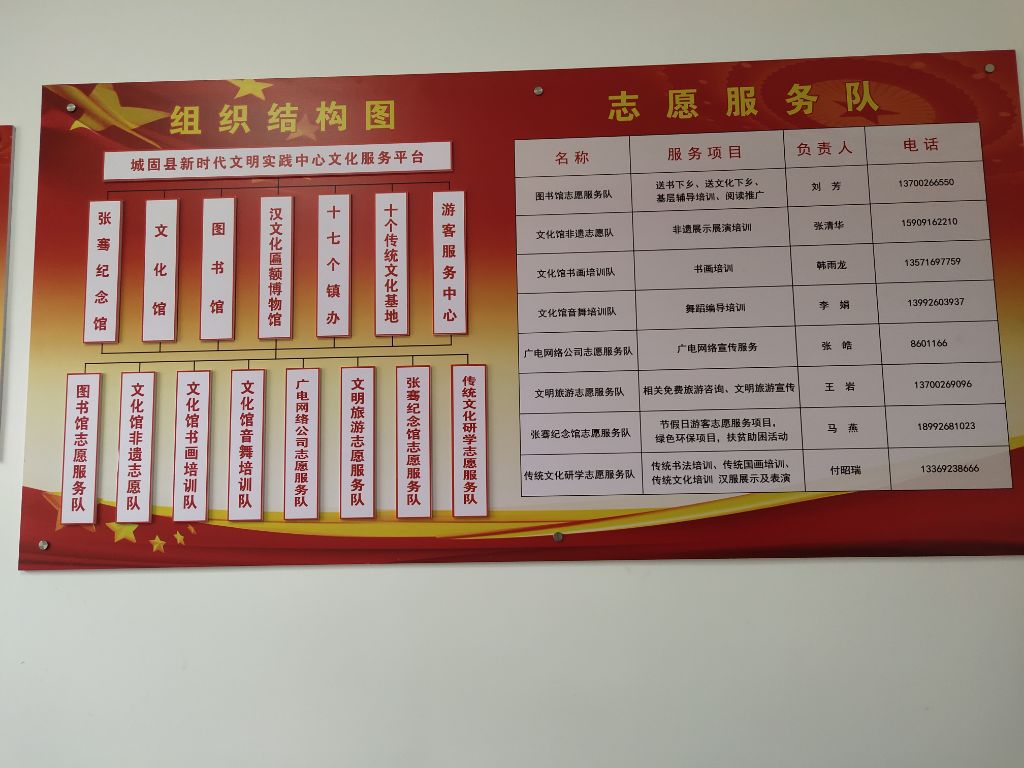 组织结构图
城固县新时代文明实践中心文化服务平台
张骞纪念馆
文化馆
图书馆
汉文化匾额博物馆
十七个镇办
十个传统文化基地
游客服务中心
图书馆志愿服务队
文化馆非遗志愿队
文化馆书画培训队
文化馆音舞培训队
广电网络公司志愿服务队
文明旅游志愿服务队
张骞纪念馆志愿服务队
传统文化研学志愿服务队
志愿服务队
名称 服务项目 负责人 电话
图书馆志愿服务队 送书下乡、送文化下乡、 刘芳 13700266550
基层辅导培训、阅读推广
文化馆非遗志愿队 非遗展示展演培训 张清华 15909162210
文化馆书画培训队 书画培训 韩雨龙 13571697759
文化馆音舞培训队 舞蹈编导培训 李娟 13992603937
广电网络公司志愿服务队 广电网络宣传服务 张皓 8601166
文明旅游志愿服务队 相关免费旅游咨询、文明旅游宣传 王岩 13700269096
张骞纪念馆志愿服务队 节假日游客志愿服务项目, 马燕 18992681023
绿色环保项目,扶贫助困活动
传统文化研学志愿服务队 传统书法培训、传统国画培训、 付昭瑞 13369238666
传统文化培训 汉服展示及表演